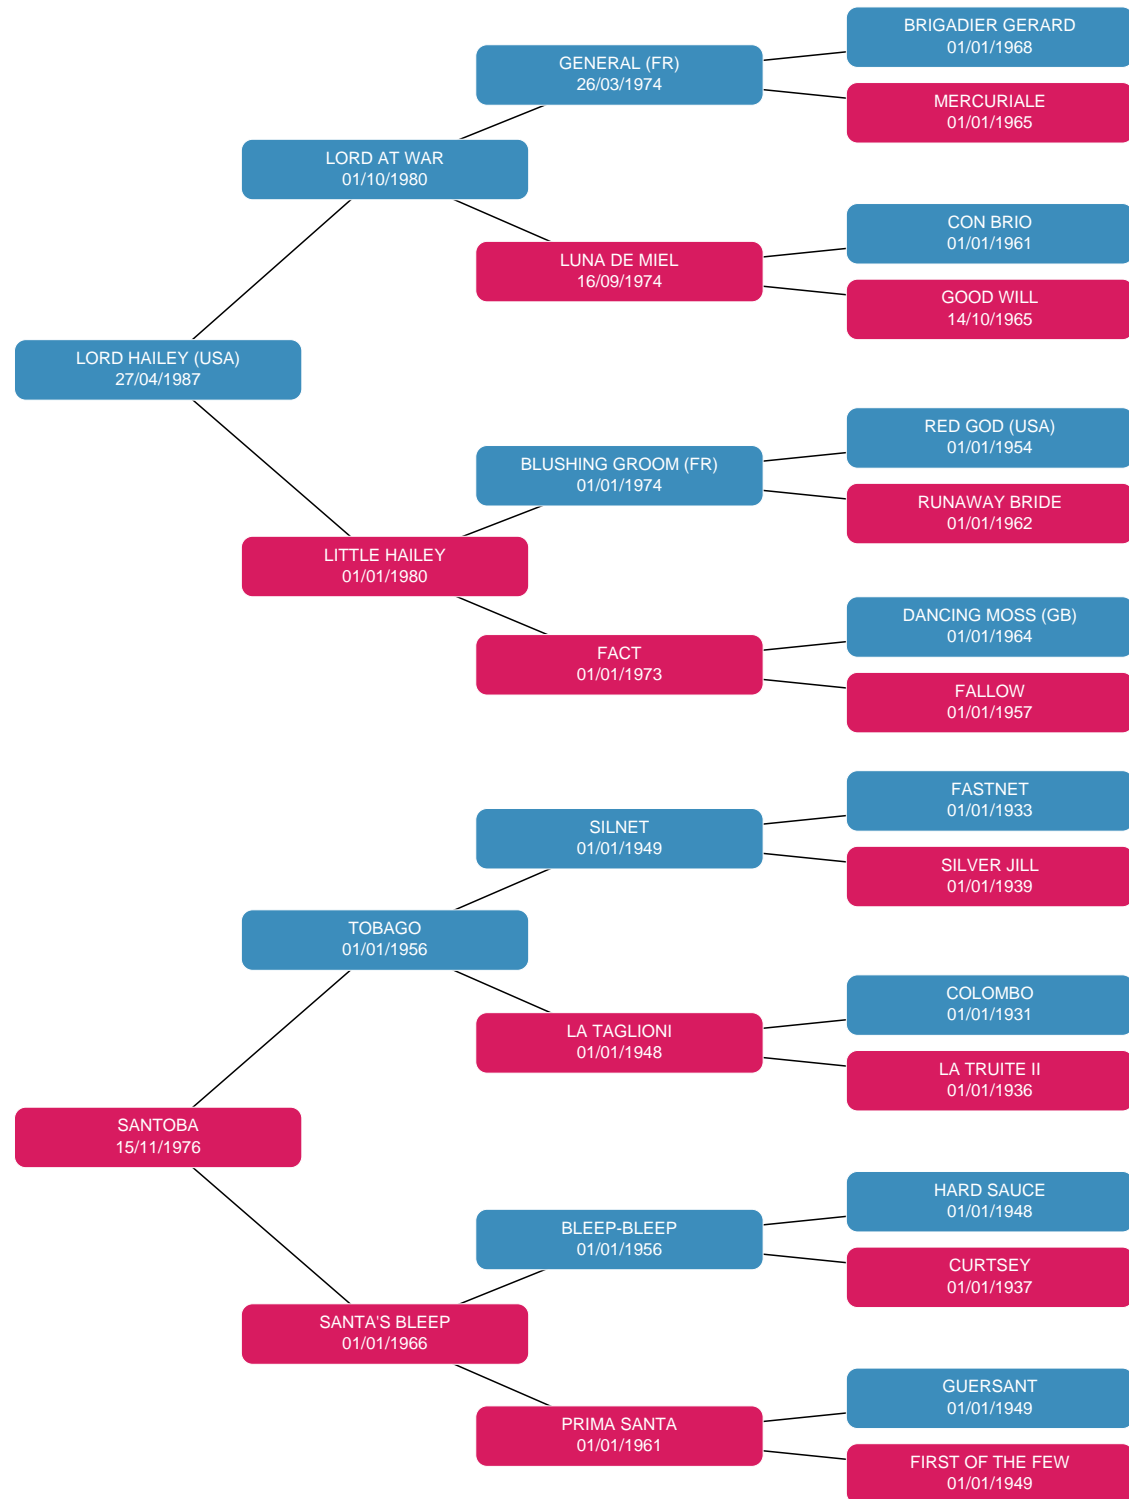 BRIGADIER GERARD
01/01/1968
GENERAL (FR)
26/03/1974
MERCURIALE
01/01/1965
LORD AT WAR
01/10/1980
CON BRIO
01/01/1961
LUNA DE MIEL
16/09/1974
GOOD WILL
14/10/1965
LORD HAILEY (USA)
27/04/1987
RED GOD (USA)
01/01/1954
BLUSHING GROOM (FR)
01/01/1974
RUNAWAY BRIDE
01/01/1962
LITTLE HAILEY
01/01/1980
DANCING MOSS (GB)
01/01/1964
FACT
01/01/1973
FALLOW
01/01/1957
FASTNET
01/01/1933
SILNET
01/01/1949
SILVER JILL
01/01/1939
TOBAGO
01/01/1956
COLOMBO
01/01/1931
LA TAGLIONI
01/01/1948
LA TRUITE II
01/01/1936
SANTOBA
15/11/1976
HARD SAUCE
01/01/1948
BLEEP-BLEEP
01/01/1956
CURTSEY
01/01/1937
SANTA'S BLEEP
01/01/1966
GUERSANT
01/01/1949
PRIMA SANTA
01/01/1961
FIRST OF THE FEW
01/01/1949